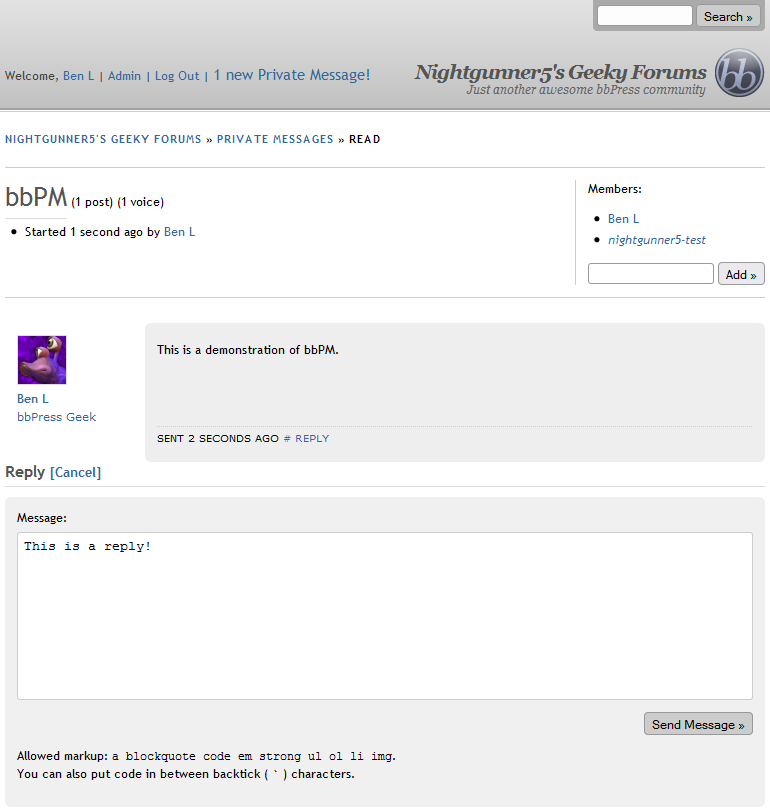 Search »
Welcome, Ben L | Admin | Log Out | 1 new Private Message!
Nightgunner5's Geeky Forums
Just another awesome bbPress community
bb
NIGHTGUNNER5'S GEEKY FORUMS » PRIVATE MESSAGES » READ
bbPM (1 post) (1 voice)
• Started 1 second ago by Ben L
Members:
• Ben L
• nightgunner5-test
Add »
This is a demonstration of bbPM.
Ben L
bbPress Geek
SENT 2 SECONDS AGO # REPLY
Reply [Cancel]
Message:
This is a reply!
Send Message »
Allowed markup: a blockquote code em strong ul ol li img.
You can also put code in between backtick ( ` ) characters.